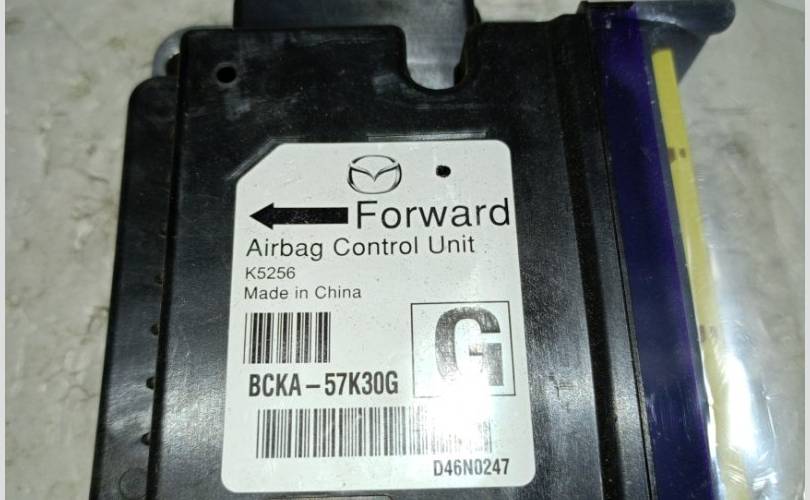 Forward
Airbag Control Unit
K5256
Made in China
G
BCKA-57K30G
D46N0247